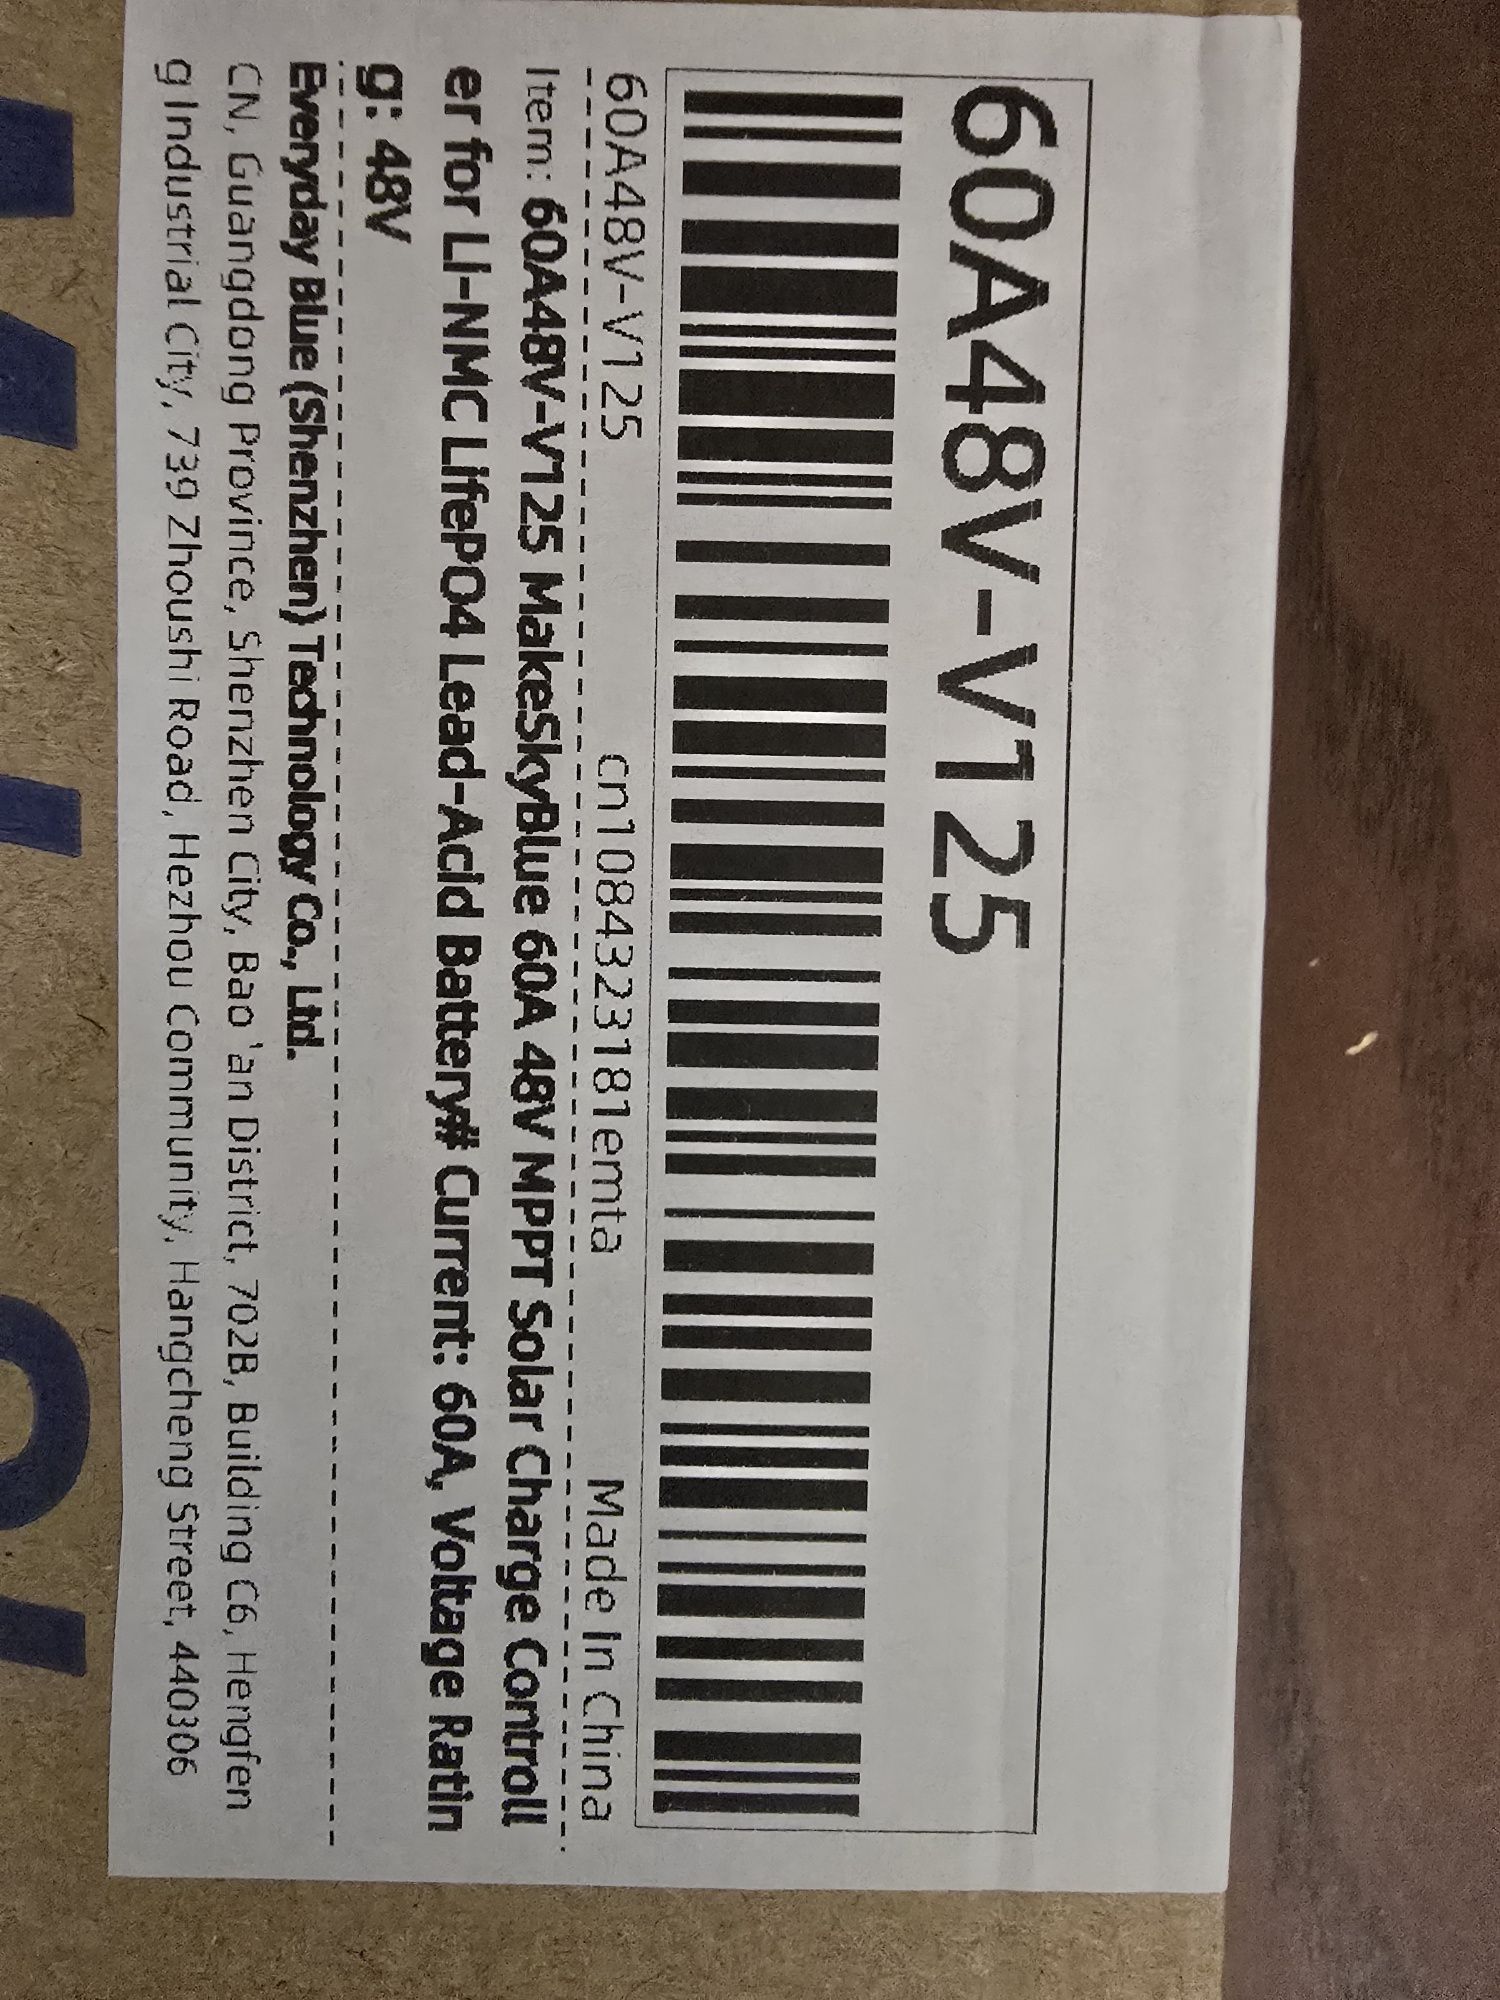 60A48V-V125
60A48V-V125 cn1084323181emta Made In China
Item: 60A48V-V125 MakeSkyBlue 60A 48V MPPT Solar Charge Controll
er for LI-NMC LifePO4 Lead-Acid Battery# Current: 60A, Voltage Ratin
g: 48V
Everyday Blue (Shenzhen) Technology Co., Ltd.
CN, Guangdong Province, Shenzhen City, Bao 'an District, 702B, Building C6, Hengfen
g Industrial City, 739 Zhoushi Road, Hezhou Community, Hangcheng Street, 440306